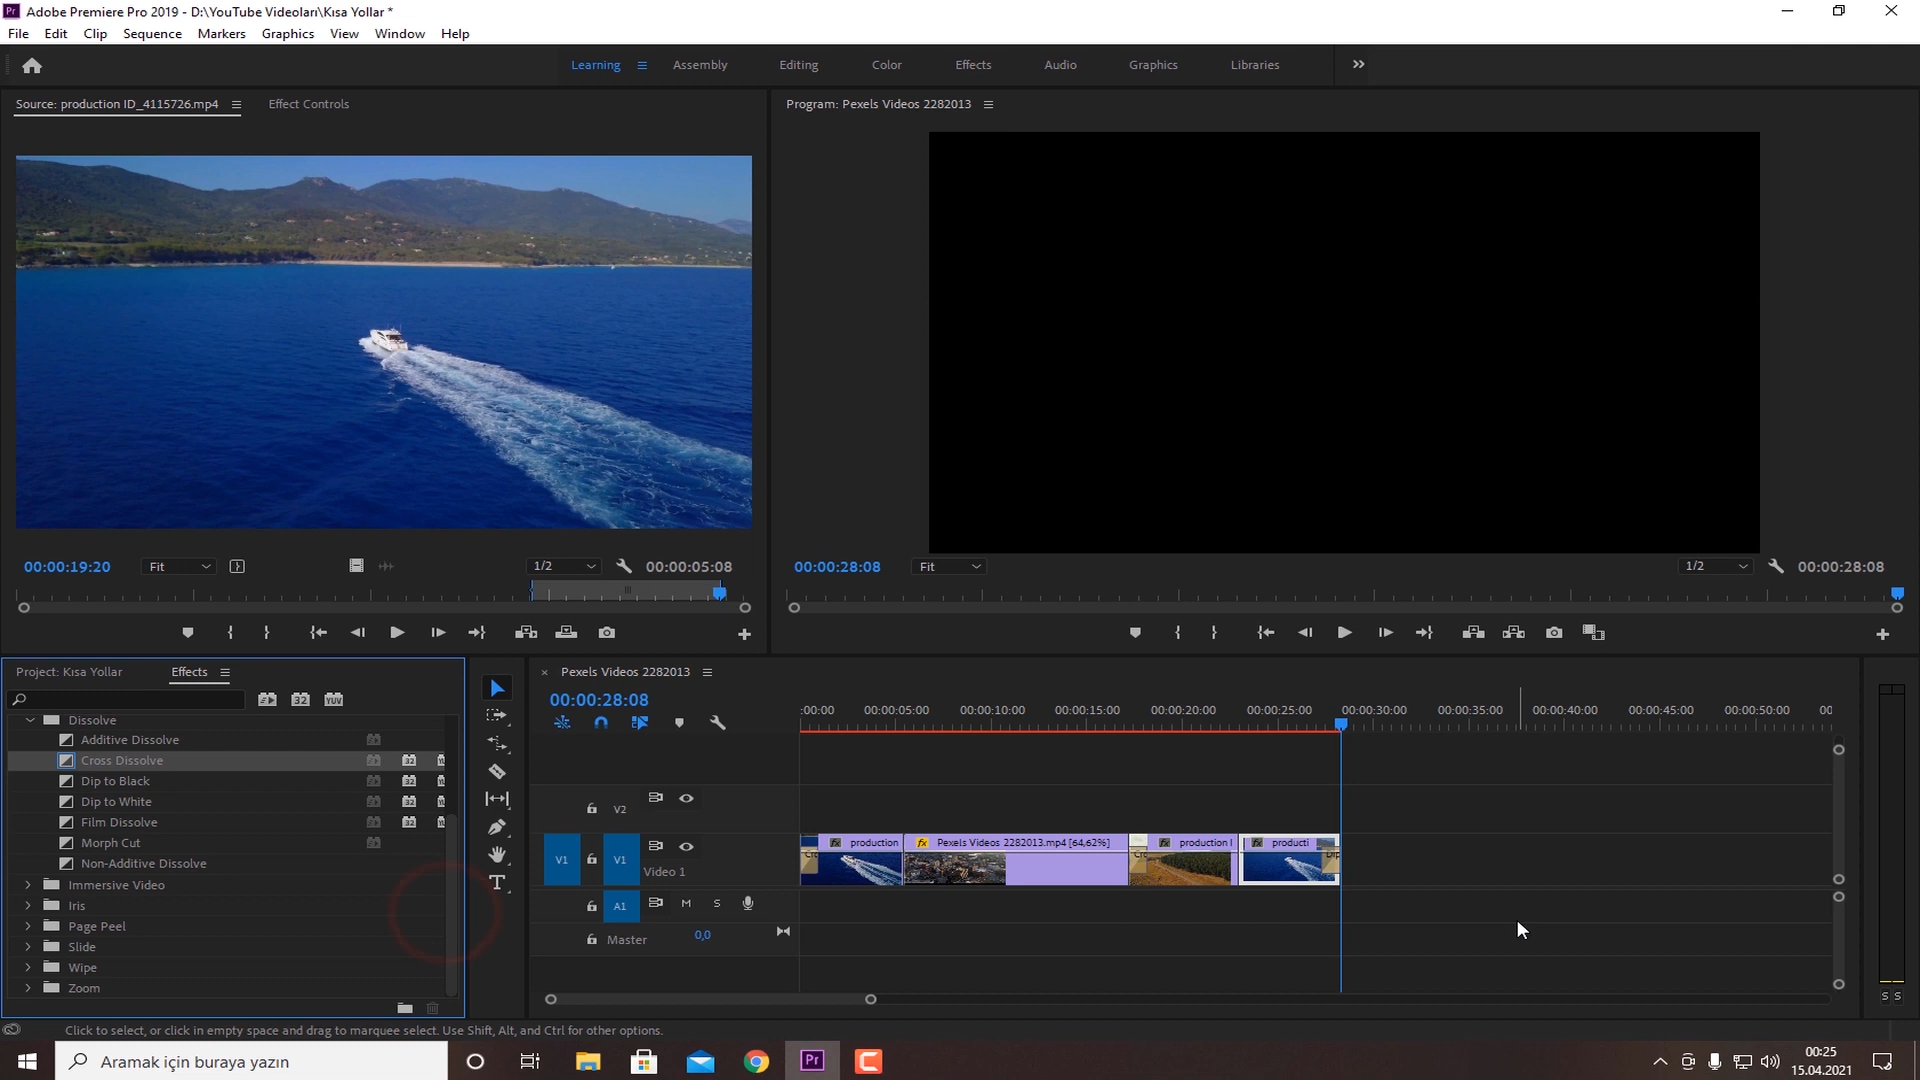 Adobe Premiere Pro 2019 - D:\YouTube Videoları\Kısa Yollar *
File Edit Clip Sequence Markers Graphics View Window Help
Learning Assembly Editing Color Effects Audio Graphics Libraries
Source: production ID_4115726.mp4 Effect Controls
Program: Pexels Videos 2282013
00:00:19:20 Fit 1/2 00:00:05:08
00:00:28:08 Fit 1/2 00:00:28:08
Project: Kısa Yollar Effects
Dissolve
Additive Dissolve
Cross Dissolve
Dip to Black
Dip to White
Film Dissolve
Morph Cut
Non-Additive Dissolve
Immersive Video
Iris
Page Peel
Slide
Wipe
Zoom
Pexels Videos 2282013
00:00:28:08
:00:00 00:00:05:00 00:00:10:00 00:00:15:00 00:00:20:00 00:00:25:00 00:00:30:00 00:00:35:00 00:00:40:00 00:00:45:00 00:00:50:00 00
V2
V1 V1 Video 1
fx production fx Pexels Videos 2282013.mp4 [64,62%] fx production I fx producti
A1 M S
Master 0,0
S S
Click to select, or click in empty space and drag to marquee select. Use Shift, Alt, and Ctrl for other options.
Aramak için buraya yazın
00:25
15.04.2021